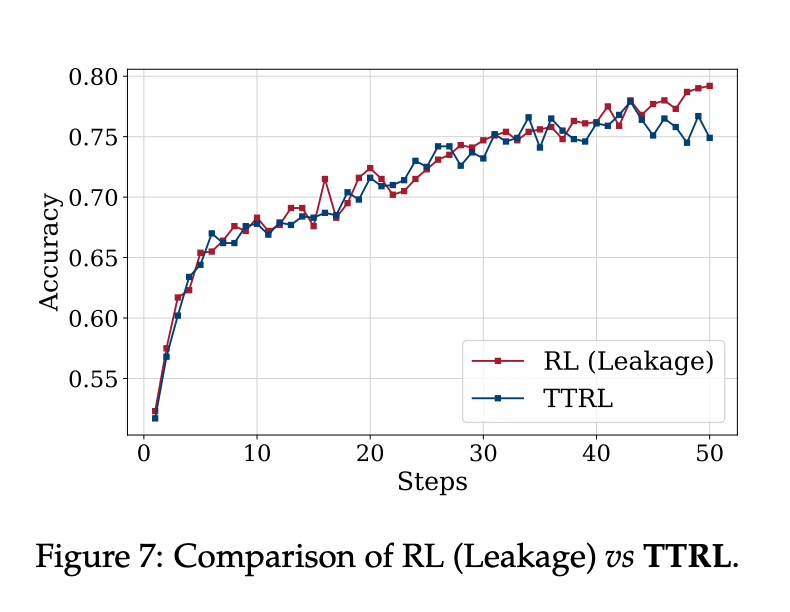 0.80
0.75
0.70
0.65
0.60
0.55
Accuracy
RL (Leakage)
TTRL
0 10 20 30 40 50
Steps
Figure 7: Comparison of RL (Leakage) vs TTRL.